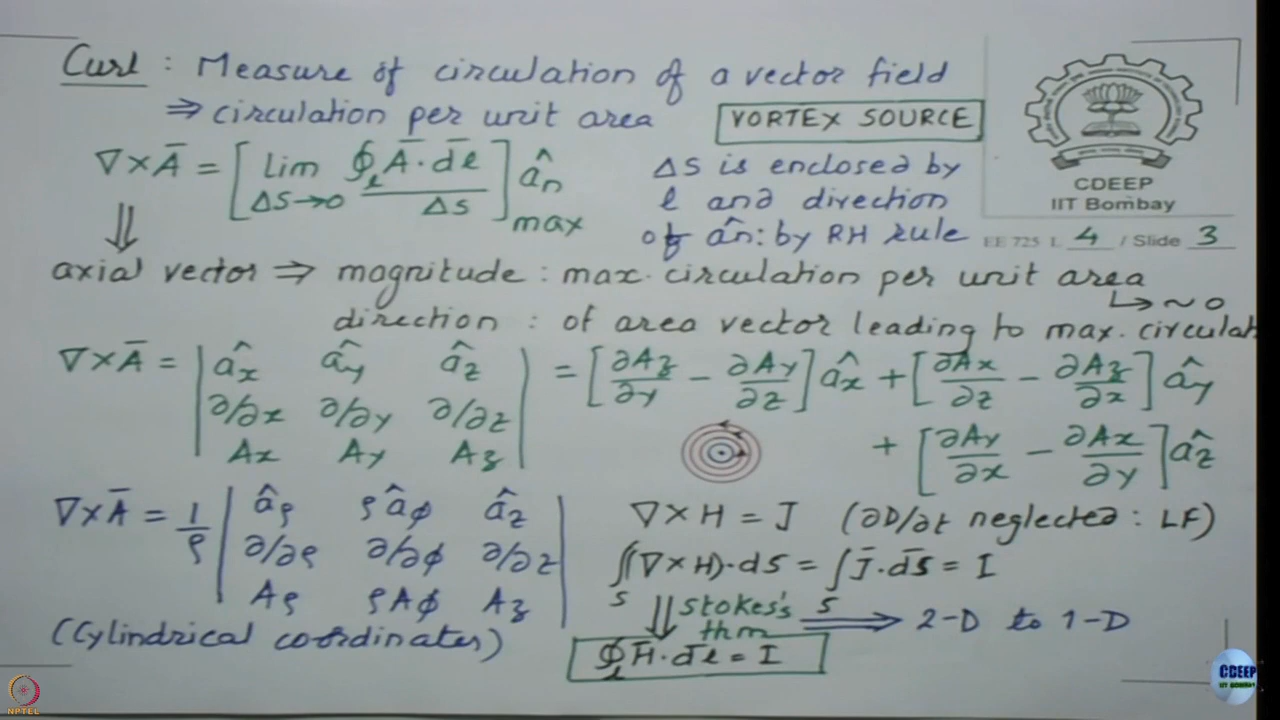 Curl : Measure of circulation of a vector field
⇒ circulation per unit area
VORTEX SOURCE
∇×A̅ = [ lim ΔS→0 ∮ₗ A̅·d̅l̅ / ΔS ] max âₙ
ΔS is enclosed by
l and direction
of ân: by RH rule
CDEEP
IIT Bombay
EE 725 L 4 / Slide 3
axial vector ⇒ magnitude : max. circulation per unit area
↳ ~ 0
direction : of area vector leading to max. circulat
∇×A̅ = | âx ây âz | = [∂Az/∂y − ∂Ay/∂z] âx + [∂Ax/∂z − ∂Az/∂x] ây
∂/∂x ∂/∂y ∂/∂z
Ax Ay Az
+ [∂Ay/∂x − ∂Ax/∂y] âz
∇×A̅ = 1/ρ | âρ ρâφ âz |
∂/∂ρ ∂/∂φ ∂/∂z
Aρ ρAφ Az
(Cylindrical coordinates)
∇×H = J (∂D/∂t neglected : LF)
∬s (∇×H)·dS = ∫s J̅·d̅S̅ = I
⇓ Stokes's thm ⇒ 2-D to 1-D
∮ₗ H̅·d̅l̅ = I
NPTEL
CDEEP
IIT BOMBAY